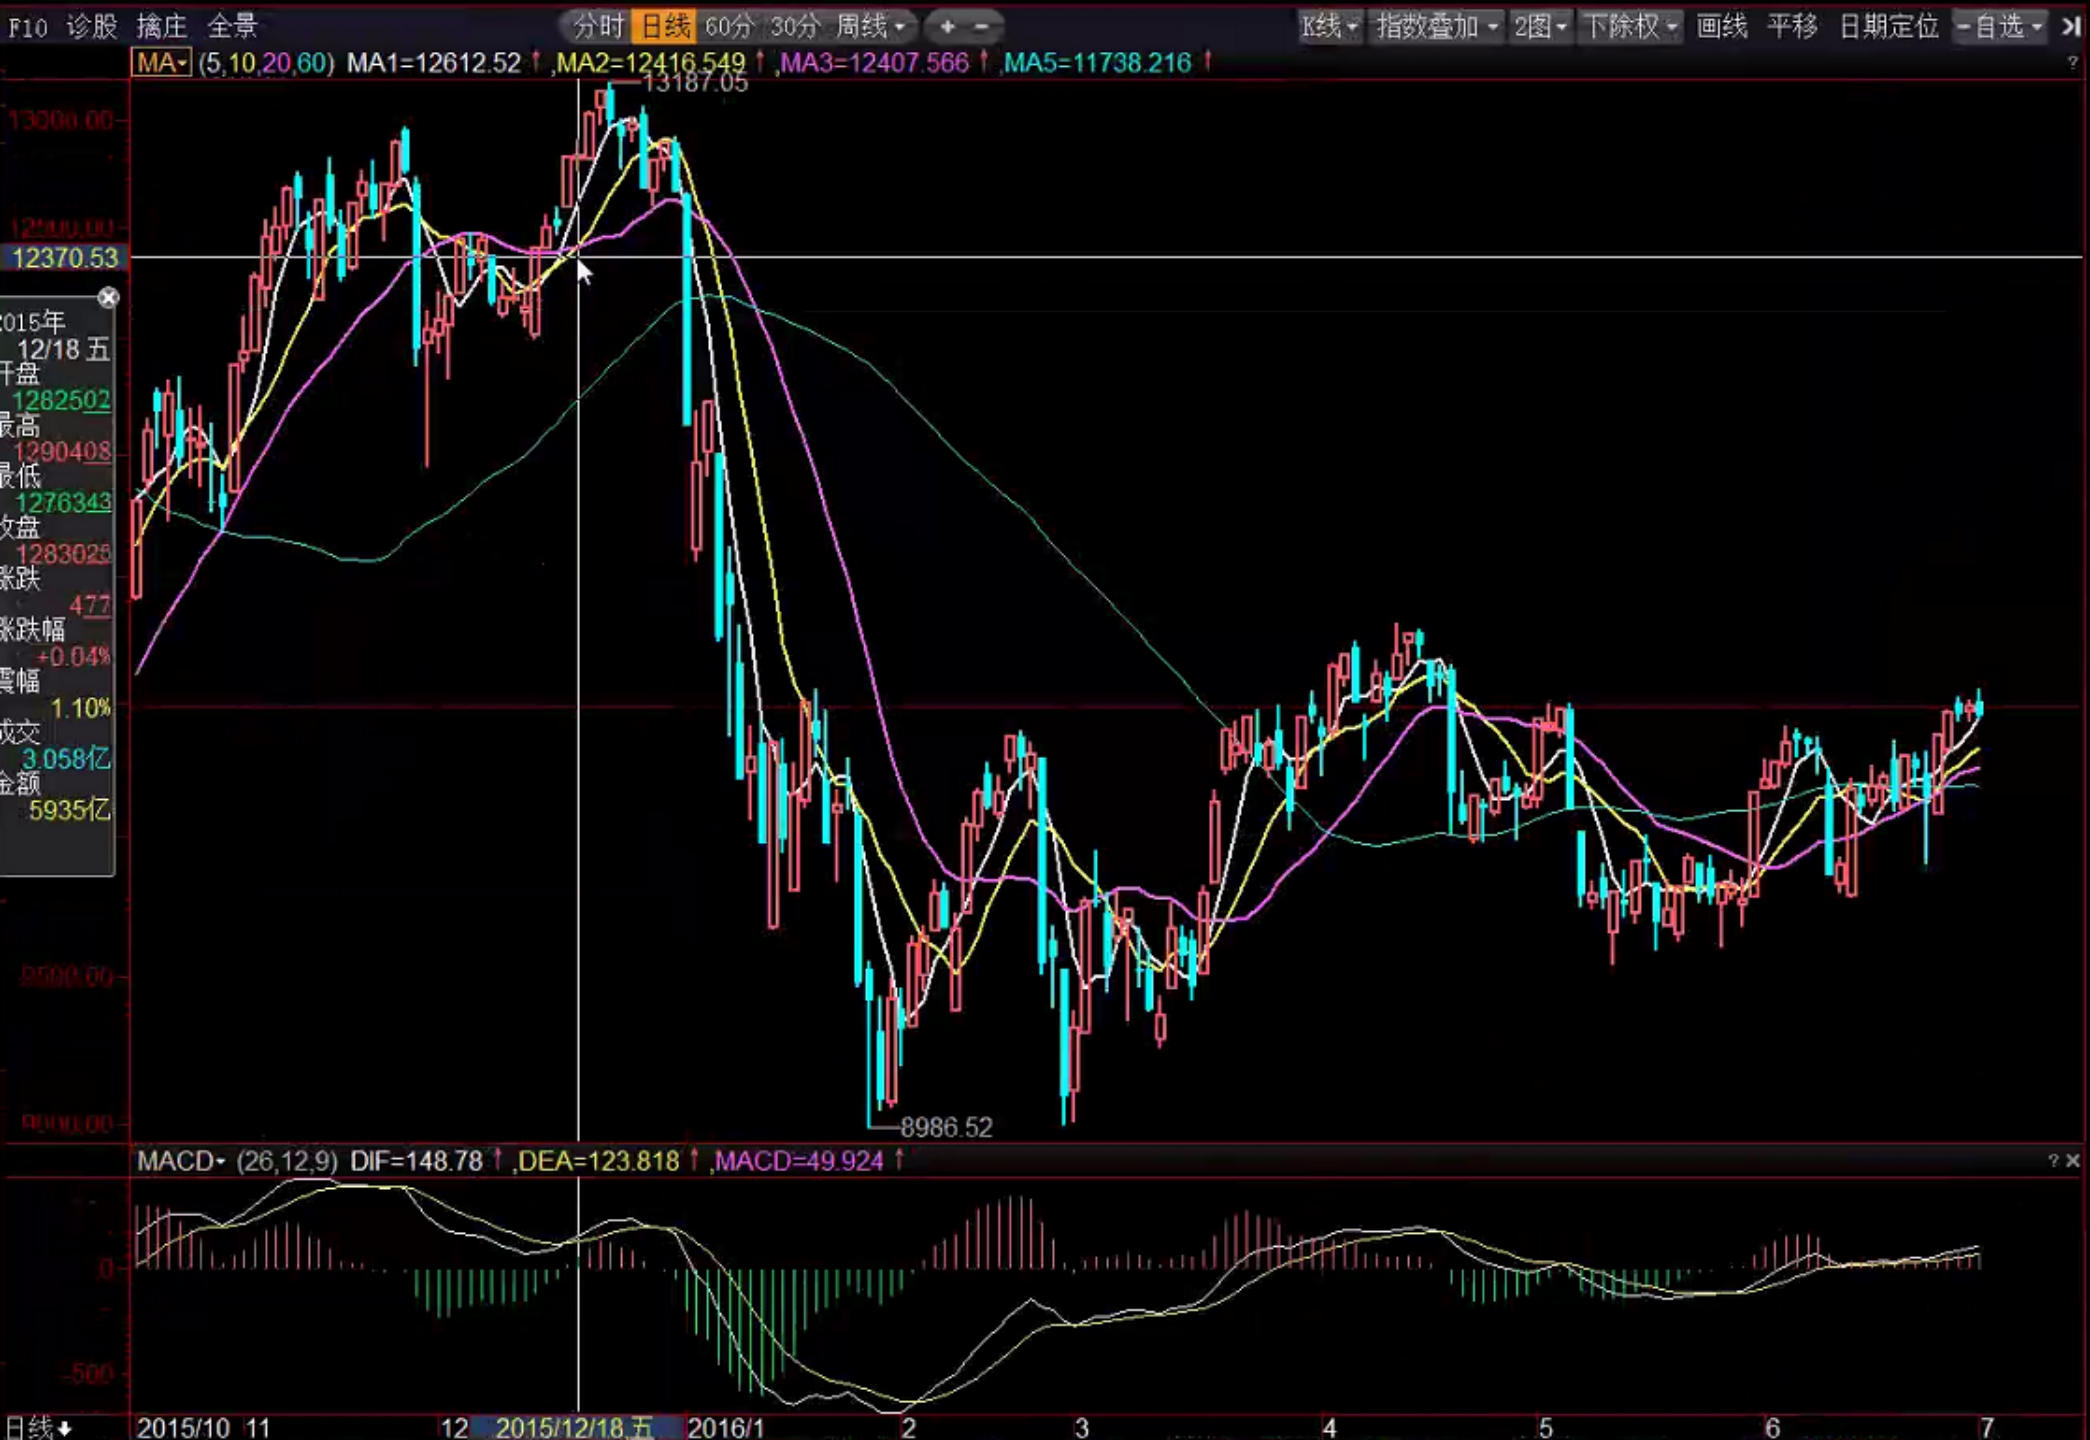 F10 诊股 擒庄 全景 分时 日线 60分 30分 周线 + - K线 指数叠加 2图 下除权 画线 平移 日期定位 -自选
MA (5,10,20,60) MA1=12612.52 ↑ ,MA2=12416.549 ↑ ,MA3=12407.566 ↑ ,MA5=11738.216 ↑ ?
13187.05
13000.00
12370.53
2015年
12/18 五
开盘
1282502
最高
1290408
最低
1276343
收盘
1283025
涨跌
477
涨跌幅
+0.04%
震幅
1.10%
成交
3.058亿
金额
5935亿
9500.00
9000.00
8986.52
MACD (26,12,9) DIF=148.78 ↑ ,DEA=123.818 ↑ ,MACD=49.924 ↑ ?
0
-500
日线 2015/10 11 12 2015/12/18,五 2016/1 2 3 4 5 6 7